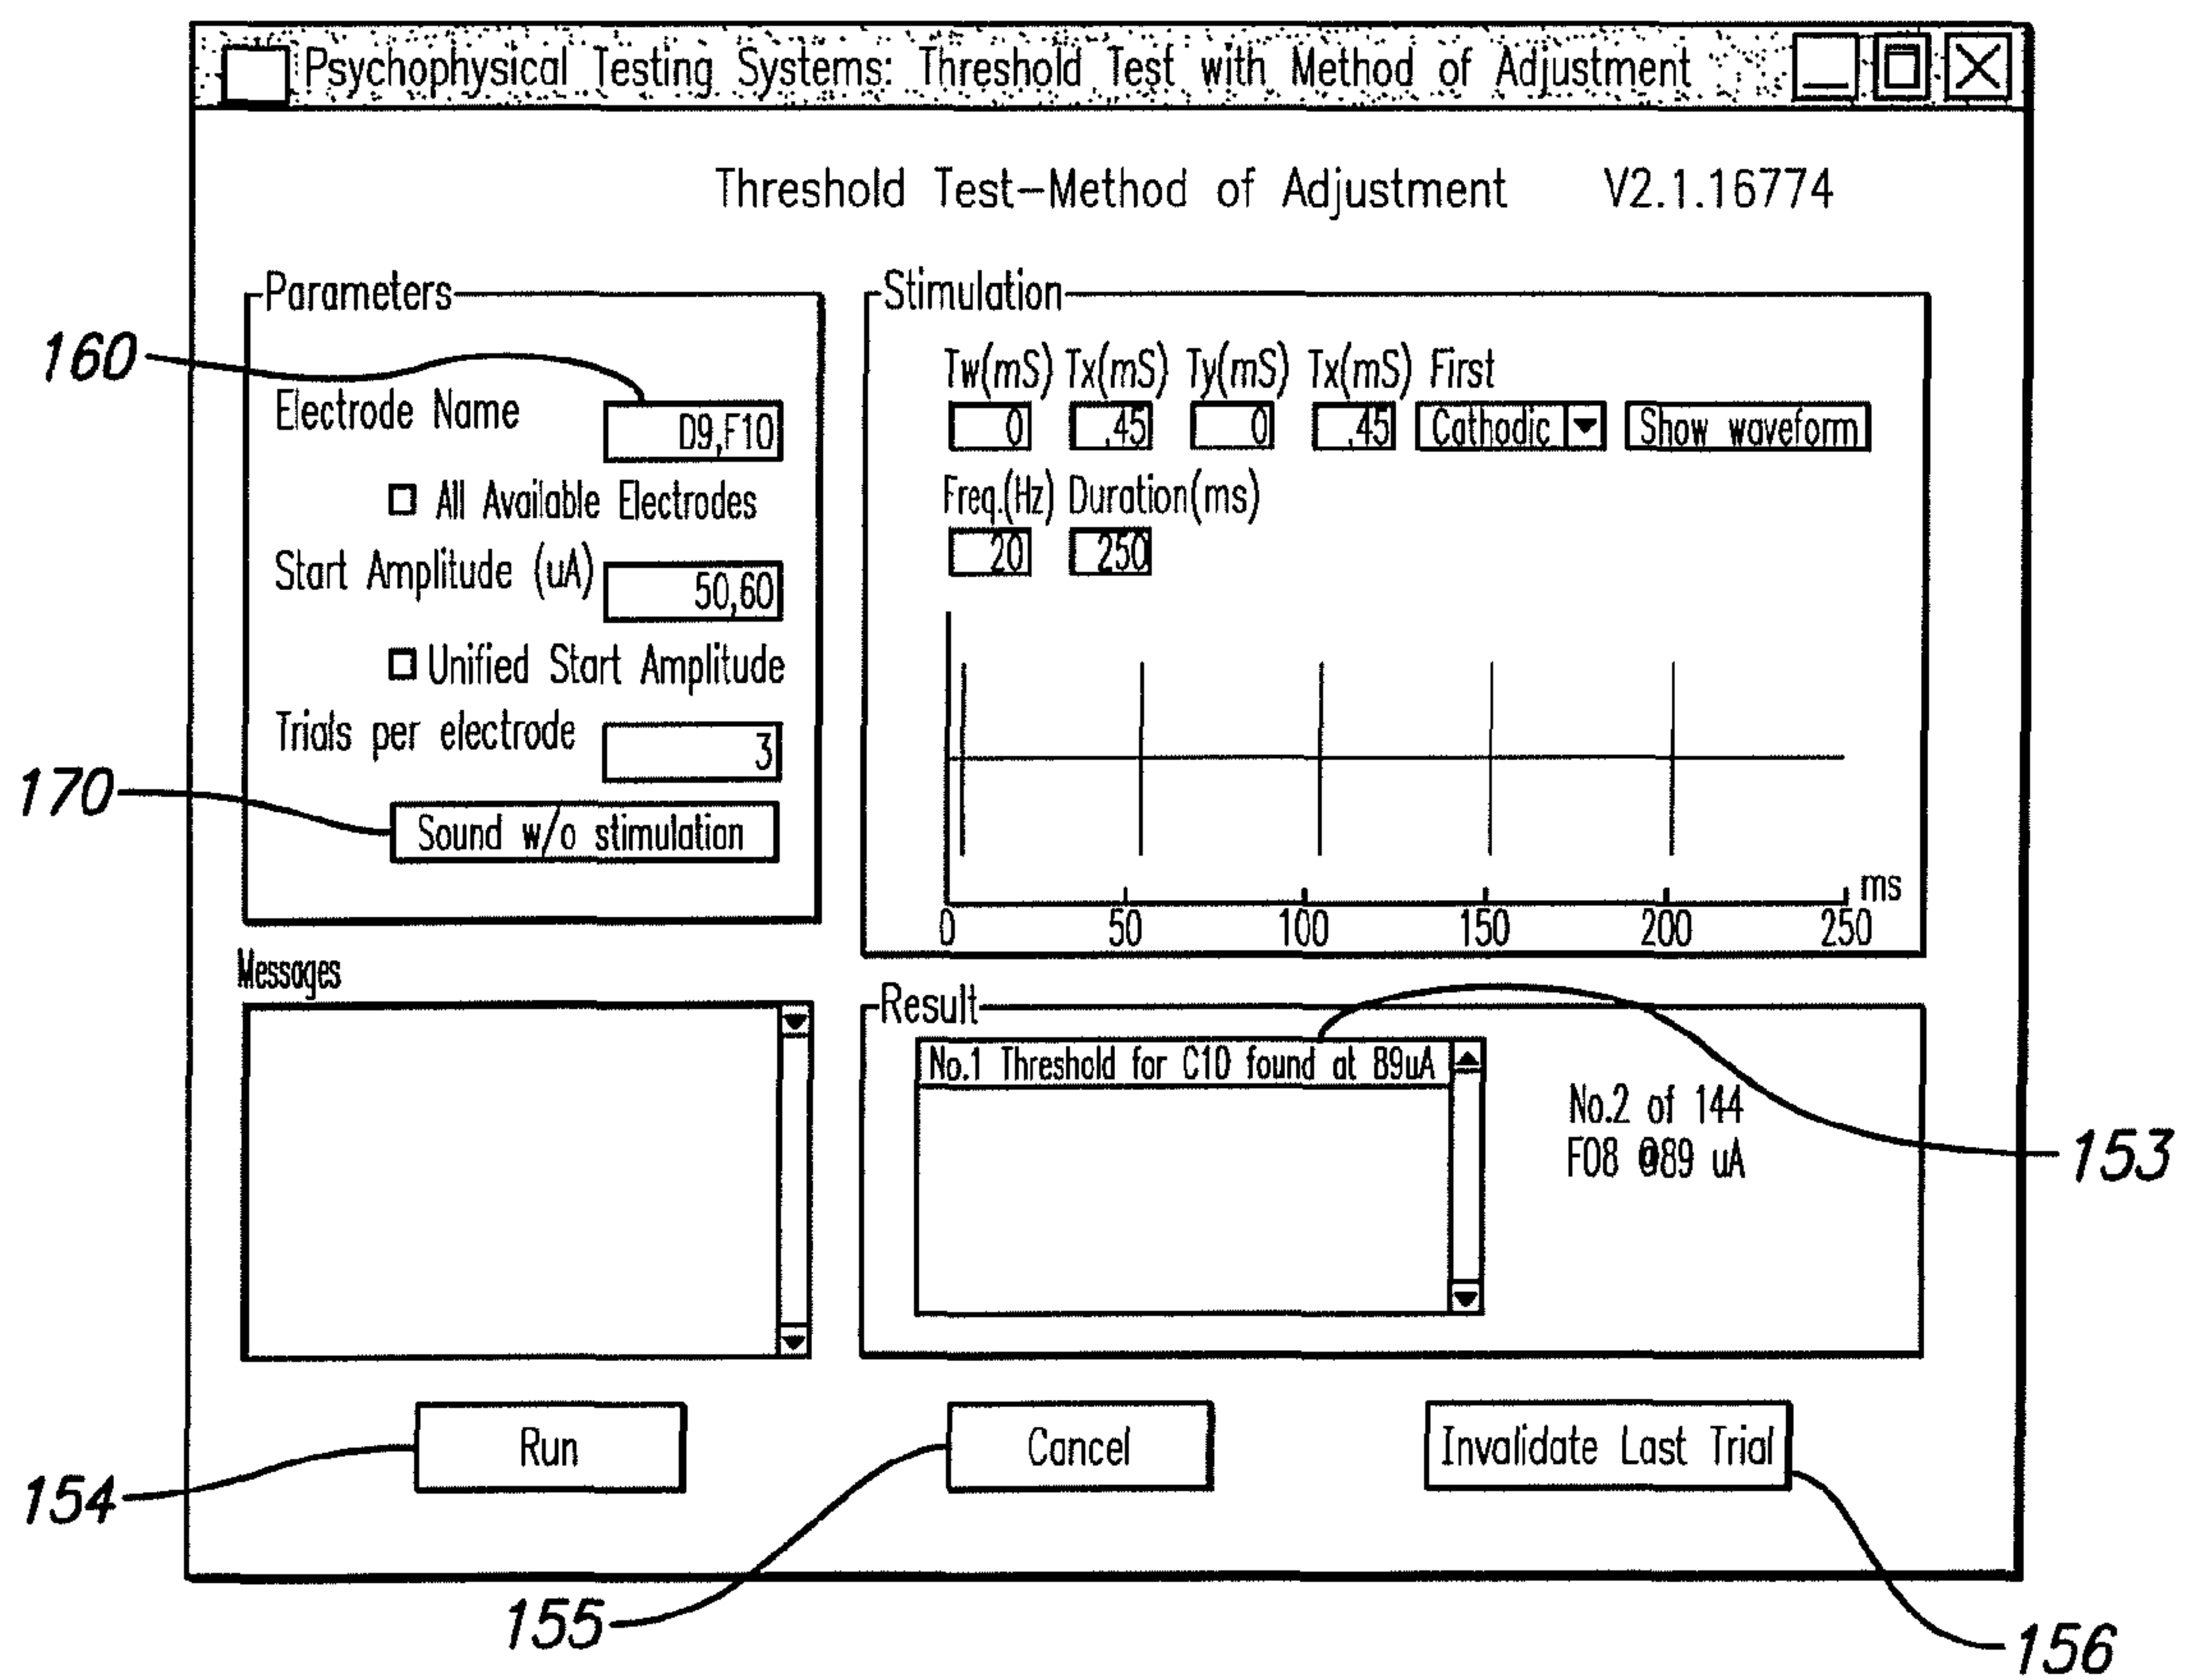 Psychophysical Testing Systems: Threshold Test with Method of Adjustment
Threshold Test-Method of Adjustment V2.1.16774
Parameters
160
Electrode Name D9,F10
All Available Electrodes
Start Amplitude (uA) 50,60
Unified Start Amplitude
Trials per electrode 3
170
Sound w/o stimulation
Stimulation
Tw(mS) Tx(mS) Ty(mS) Tx(mS) First
0 .45 0 .45 Cathodic Show waveform
Freq.(Hz) Duration(ms)
20 250
ms
0 50 100 150 200 250
Messages
Result
No.1 Threshold for C10 found at 89uA
No.2 of 144
F08 @89 uA
153
Run Cancel Invalidate Last Trial
154
155
156